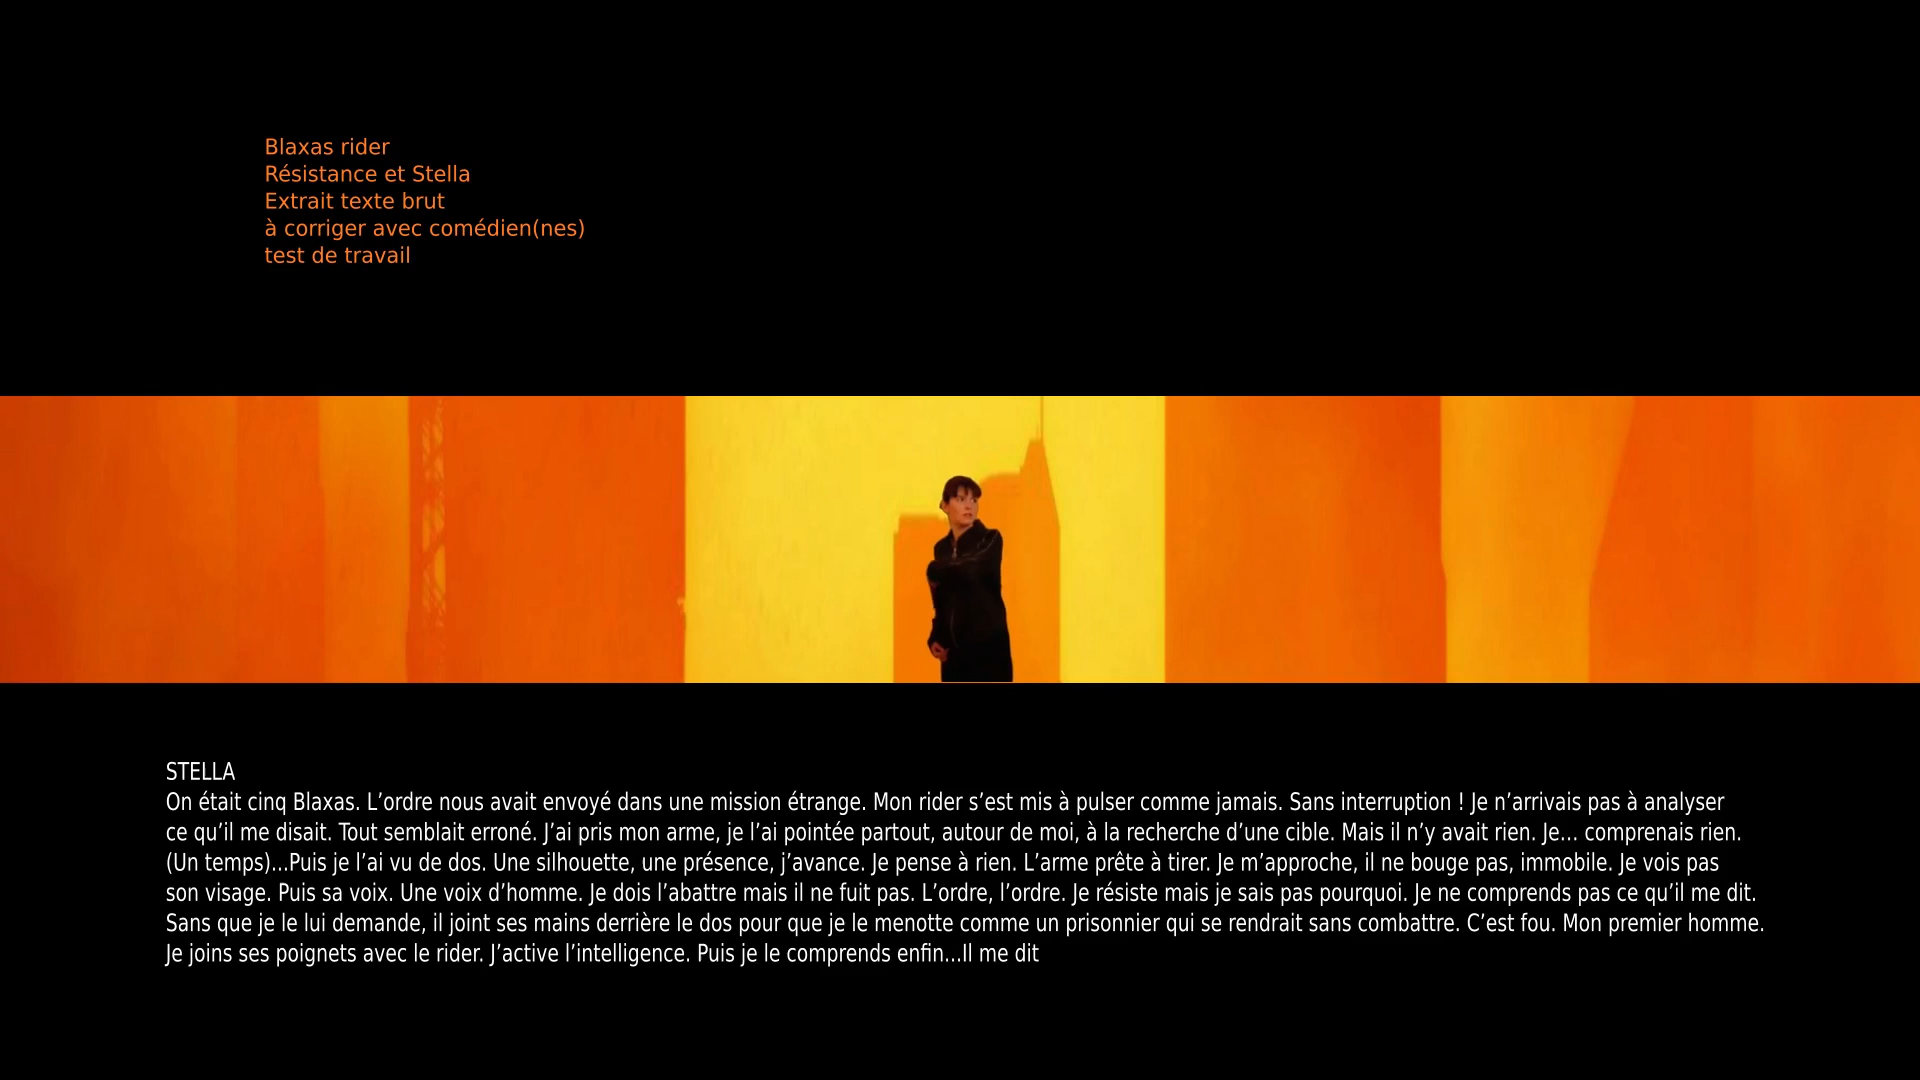 Blaxas rider
Résistance et Stella
Extrait texte brut
à corriger avec comédien(nes)
test de travail
STELLA
On était cinq Blaxas. L’ordre nous avait envoyé dans une mission étrange. Mon rider s’est mis à pulser comme jamais. Sans interruption ! Je n’arrivais pas à analyser
ce qu’il me disait. Tout semblait erroné. J’ai pris mon arme, je l’ai pointée partout, autour de moi, à la recherche d’une cible. Mais il n’y avait rien. Je... comprenais rien.
(Un temps)...Puis je l’ai vu de dos. Une silhouette, une présence, j’avance. Je pense à rien. L’arme prête à tirer. Je m’approche, il ne bouge pas, immobile. Je vois pas
son visage. Puis sa voix. Une voix d’homme. Je dois l’abattre mais il ne fuit pas. L’ordre, l’ordre. Je résiste mais je sais pas pourquoi. Je ne comprends pas ce qu’il me dit.
Sans que je le lui demande, il joint ses mains derrière le dos pour que je le menotte comme un prisonnier qui se rendrait sans combattre. C’est fou. Mon premier homme.
Je joins ses poignets avec le rider. J’active l’intelligence. Puis je le comprends enfin...Il me dit